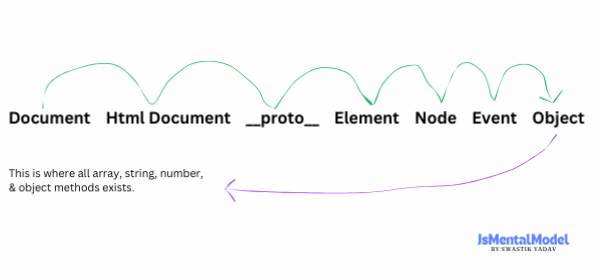 Document Html Document __proto__ Element Node Event Object
This is where all array, string, number,
& object methods exists.
JsMentalModel
BY SWASTIK YADAV